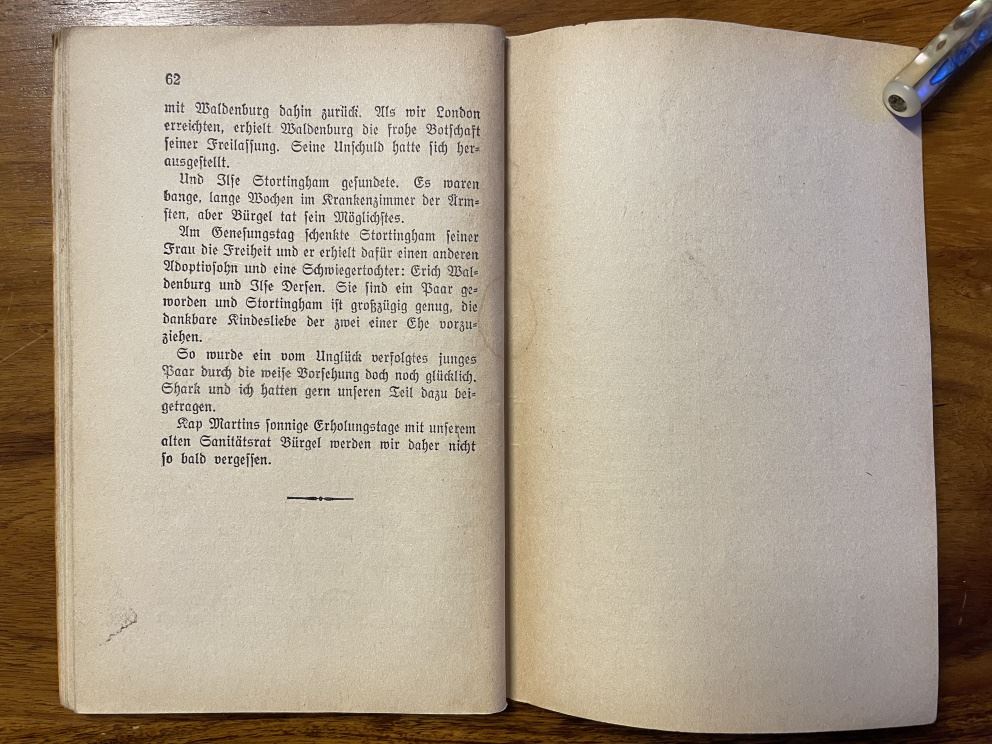 62
mit Waldenburg dahin zurück. Als wir London
erreichten, erhielt Waldenburg die frohe Botschaft
seiner Freilassung. Seine Unschuld hatte sich her-
ausgestellt.
Und Ilse Stortingham gesundete. Es waren
bange, lange Wochen im Krankenzimmer der Ärm-
sten, aber Bürgel tat sein Möglichstes.
Am Genesungstag schenkte Stortingham seiner
Frau die Freiheit und er erhielt dafür einen anderen
Adoptivsohn und eine Schwiegertochter: Erich Wal-
denburg und Ilse Dersen. Sie sind ein Paar ge-
worden und Stortingham ist großzügig genug, die
dankbare Kindesliebe der zwei einer Ehe vorzu-
ziehen.
So wurde ein vom Unglück verfolgtes junges
Paar durch die weise Vorsehung doch noch glücklich.
Shark und ich hatten gern unseren Teil dazu bei-
getragen.
Kap Martins sonnige Erholungstage mit unserem
alten Sanitätsrat Bürgel werden wir daher nicht
so bald vergessen.